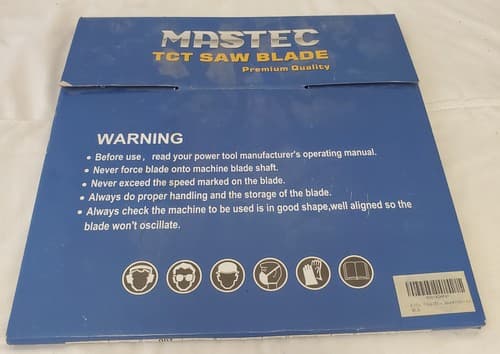 MASTEC
TCT SAW BLADE
Premium Quality
WARNING
• Before use， read your power tool manufacturer's operating manual.
• Never force blade onto machine blade shaft.
• Never exceed the speed marked on the blade.
• Always do proper handling and the storage of the blade.
• Always check the machine to be used is in good shape,well aligned so the
blade won't oscillate.